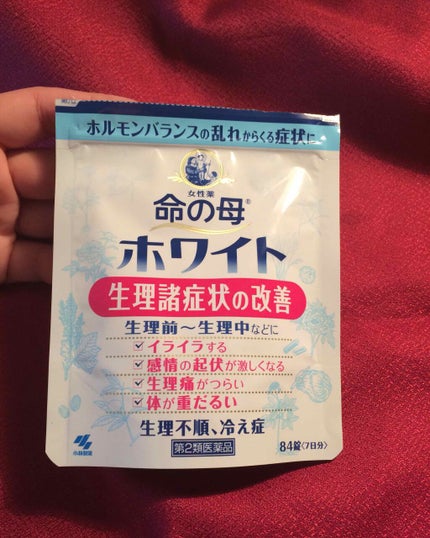 ホルモンバランスの乱れからくる症状に
女性薬
命の母®
ホワイト
生理諸症状の改善
生理前〜生理中などに
イライラする
感情の起伏が激しくなる
生理痛がつらい
体が重だるい
生理不順、冷え症
小林製薬
第2類医薬品
84錠〈7日分〉